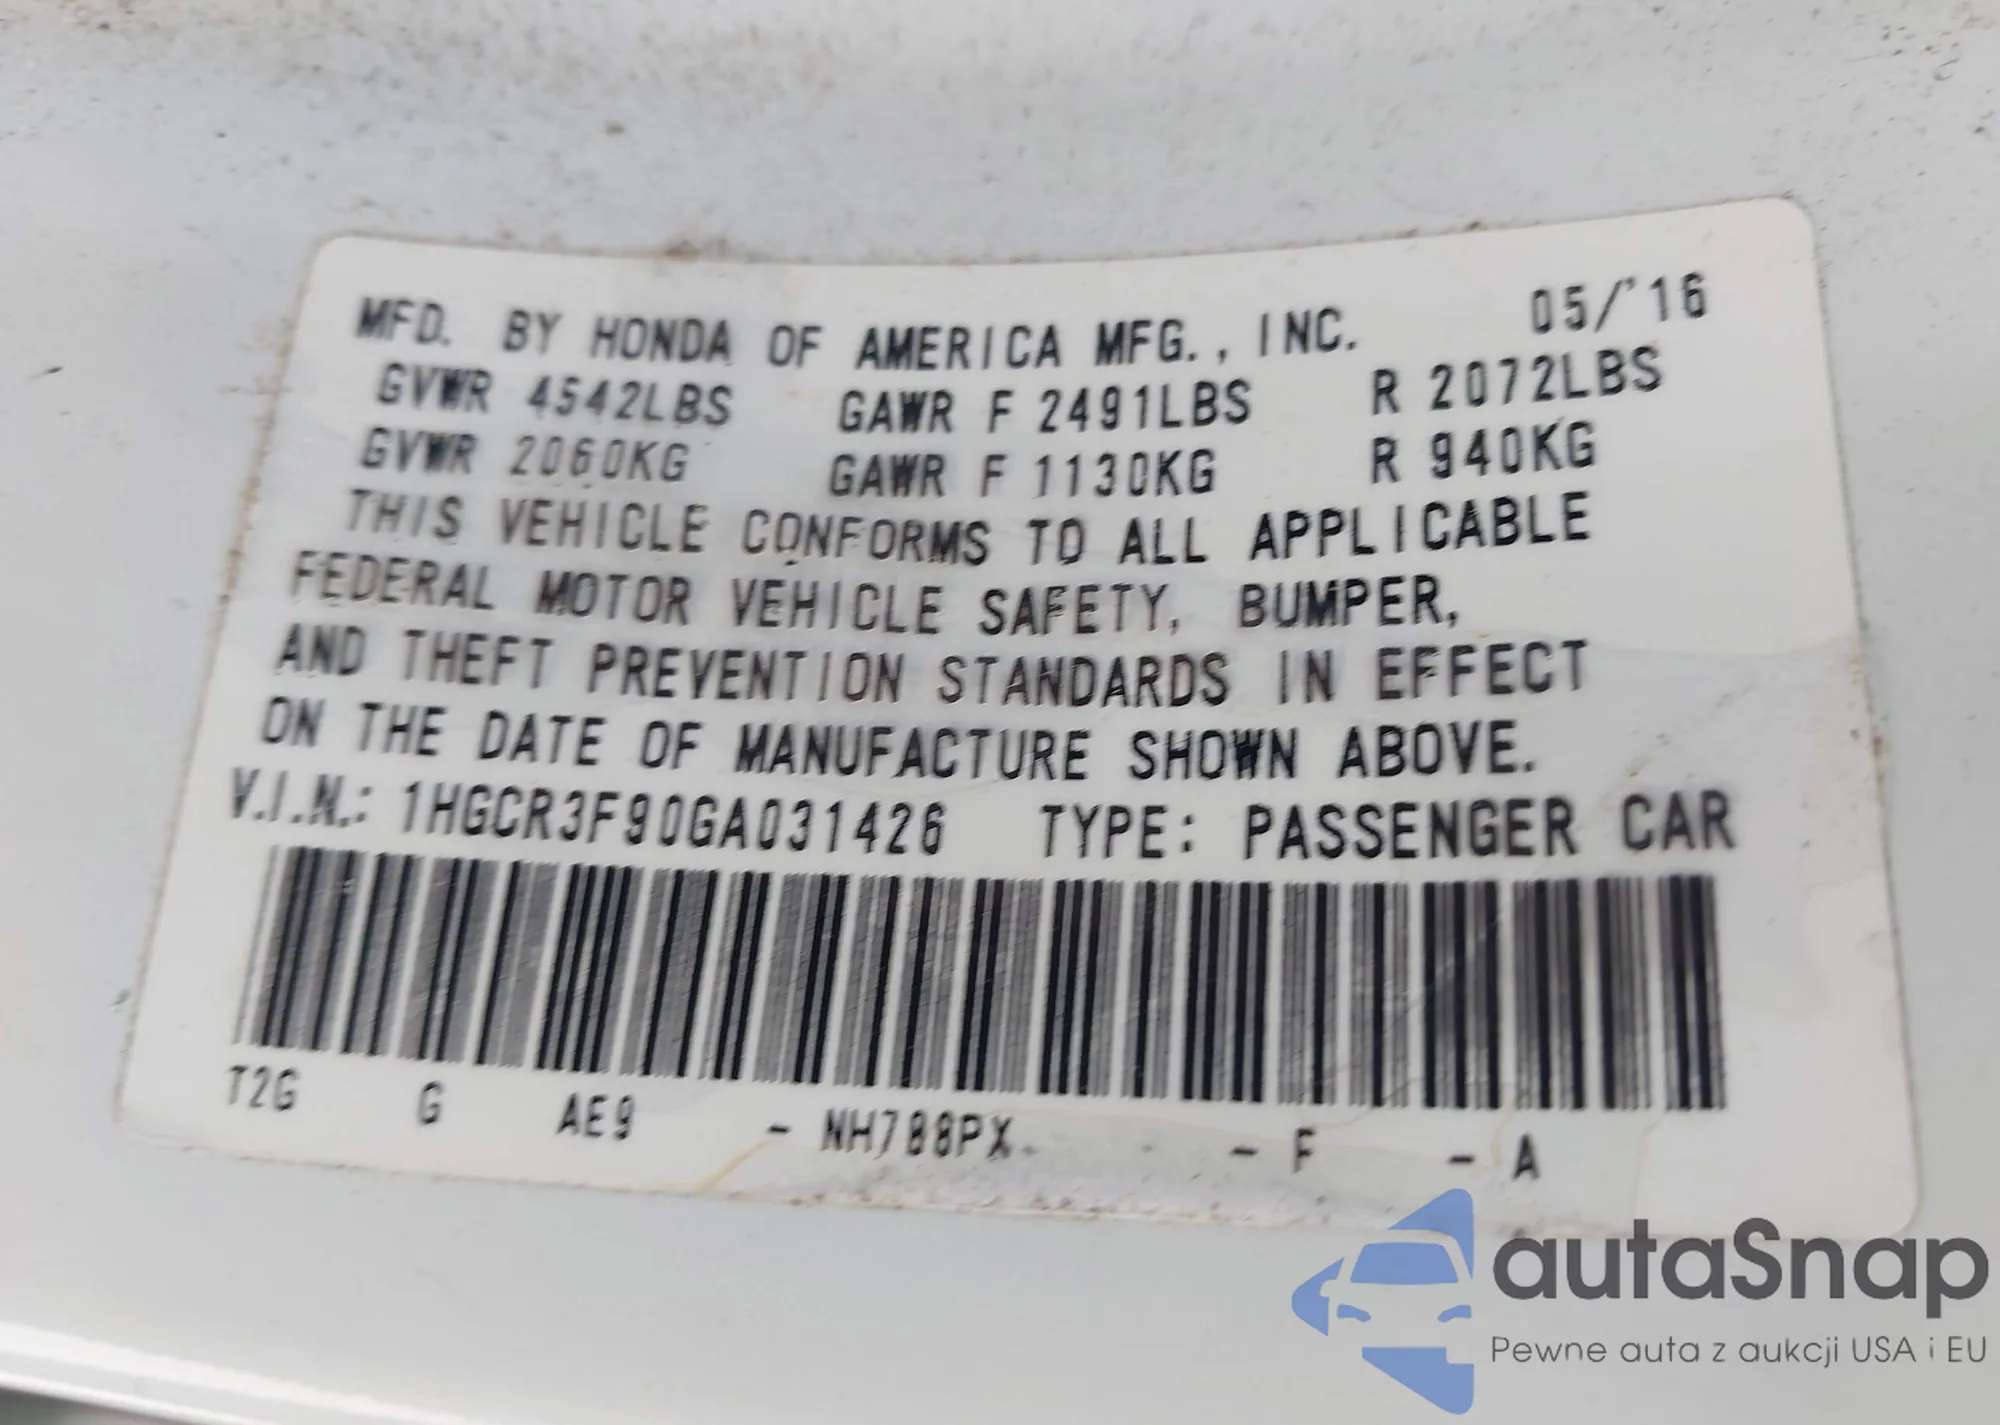 MFD. BY HONDA OF AMERICA MFG., INC. 05/'16
GVWR 4542LBS GAWR F 2491LBS R 2072LBS
GVWR 2060KG GAWR F 1130KG R 940KG
THIS VEHICLE CONFORMS TO ALL APPLICABLE
FEDERAL MOTOR VEHICLE SAFETY, BUMPER,
AND THEFT PREVENTION STANDARDS IN EFFECT
ON THE DATE OF MANUFACTURE SHOWN ABOVE.
V.I.N.: 1HGCR3F90GA031426 TYPE: PASSENGER CAR
T2G G AE9 - NH788PX - F - A
autaSnap
Pewne auta z aukcji USA i EU